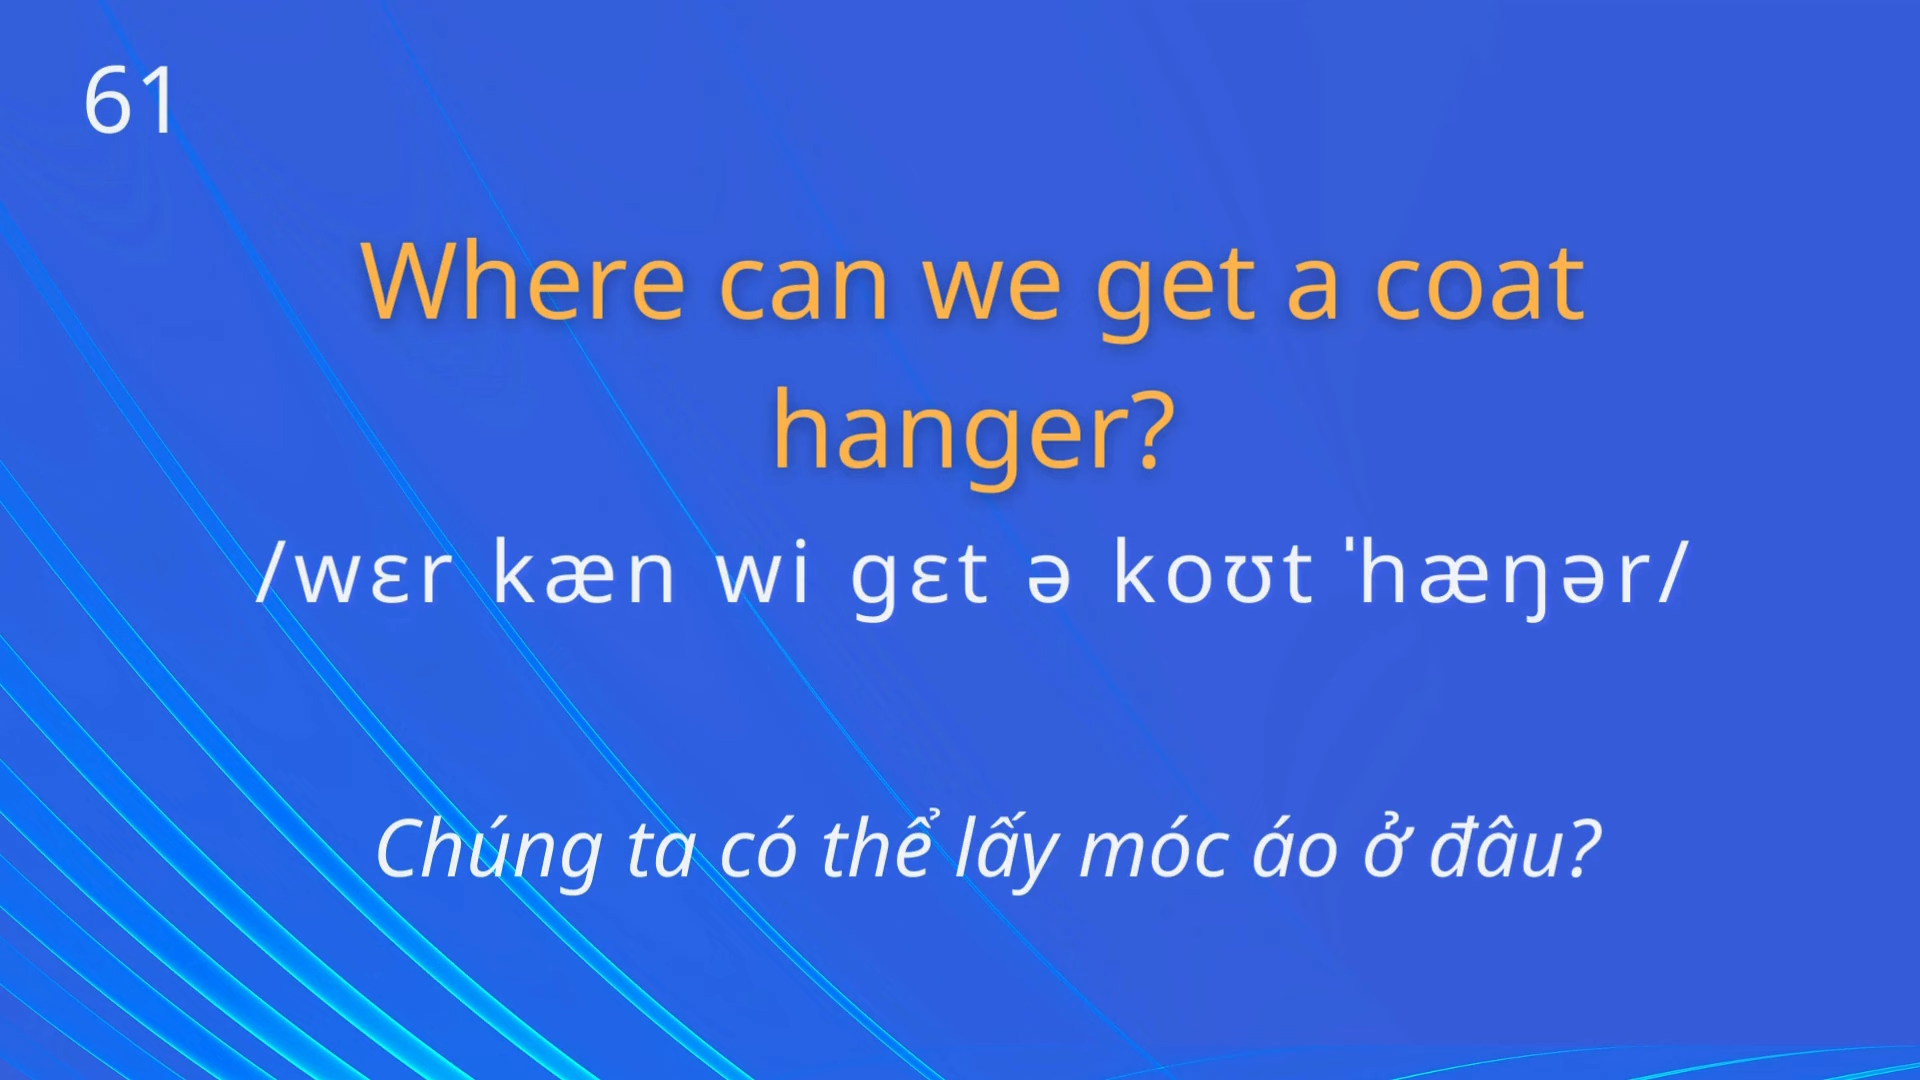 61
Where can we get a coat
hanger?
/wɛr kæn wi gɛt ə koʊt ˈhæŋər/
Chúng ta có thể lấy móc áo ở đâu?